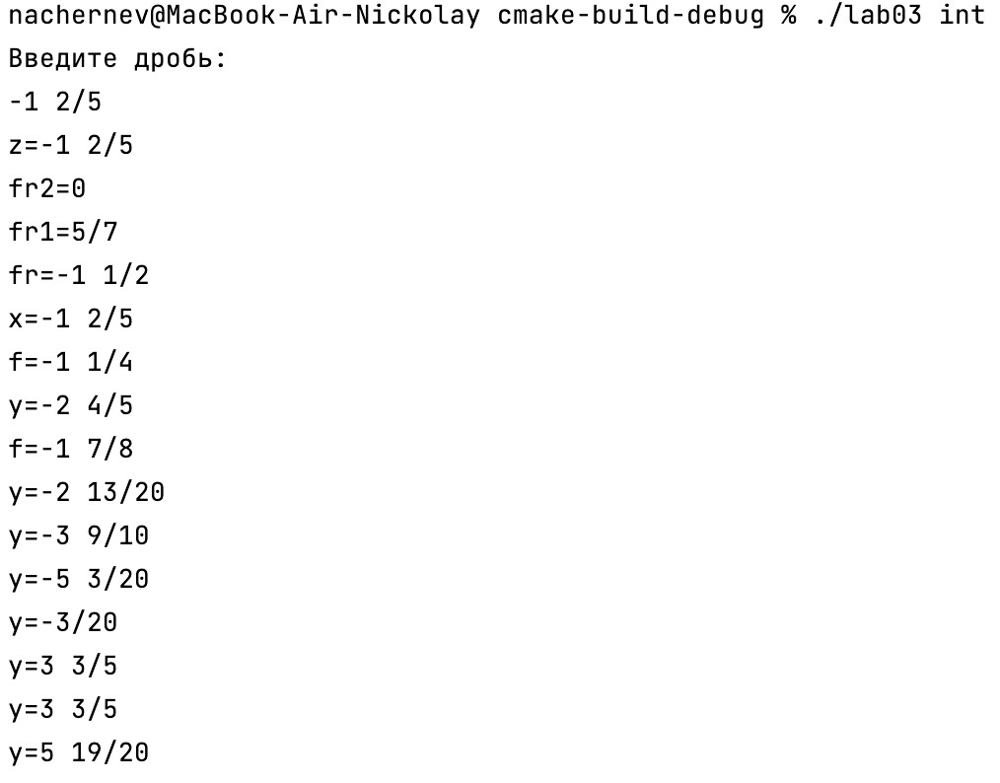 nachernev@MacBook-Air-Nickolay cmake-build-debug % ./lab03 int
Введите дробь:
-1 2/5
z=-1 2/5
fr2=0
fr1=5/7
fr=-1 1/2
x=-1 2/5
f=-1 1/4
y=-2 4/5
f=-1 7/8
y=-2 13/20
y=-3 9/10
y=-5 3/20
y=-3/20
y=3 3/5
y=3 3/5
y=5 19/20